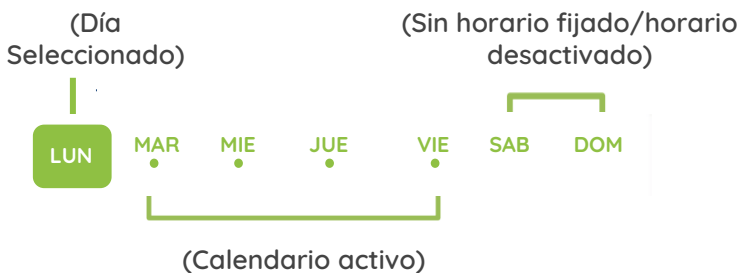 (Día
Seleccionado)
(Sin horario fijado/horario
desactivado)
LUN MAR MIE JUE VIE SAB DOM
(Calendario activo)